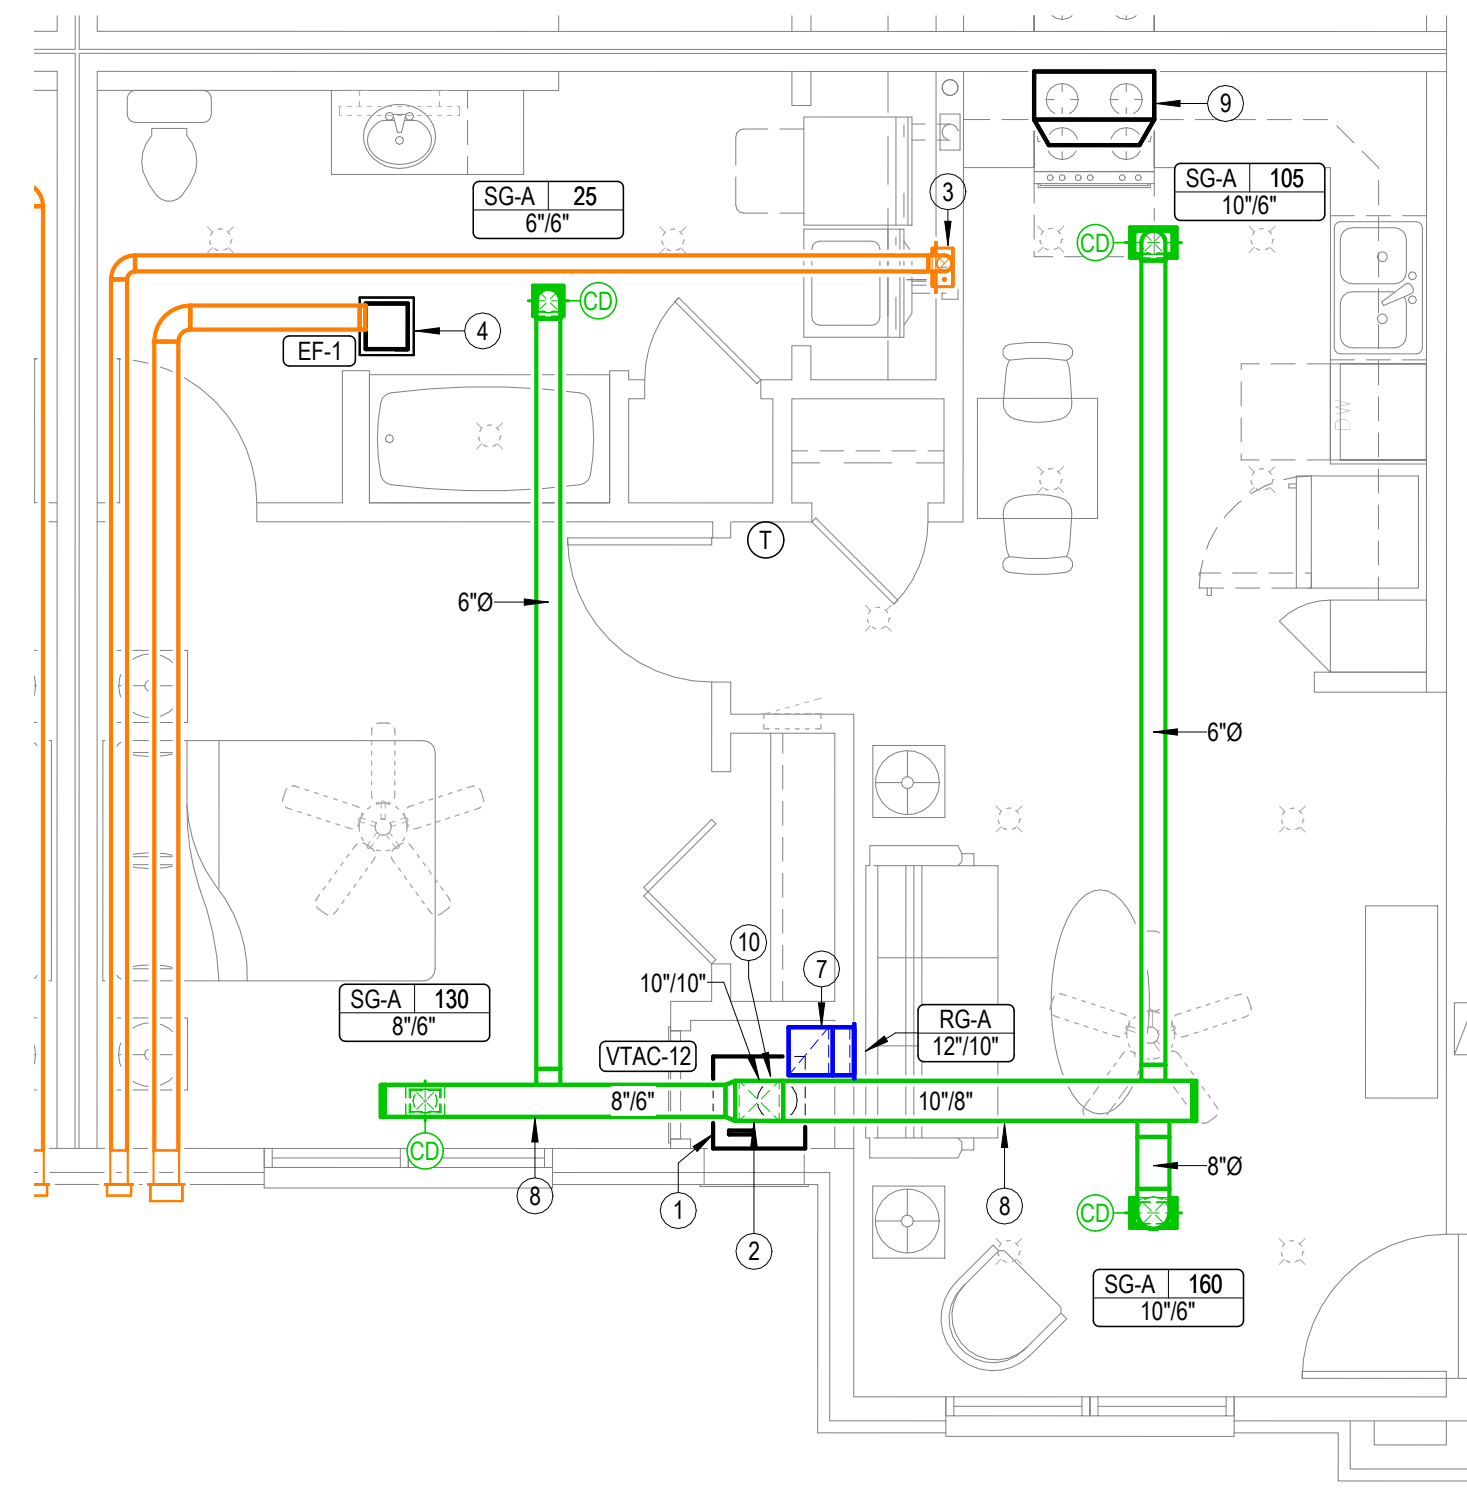 9
SG-A 105
10"/6"
SG-A 25
6"/6"
3
CD
CD
4
EF-1
DW
T
6"Ø
6"Ø
10
7
10"/10"
SG-A 130
8"/6"
RG-A
12"/10"
VTAC-12
8"/6"
10"/8"
CD
8"Ø
8
1
8
CD
2
SG-A 160
10"/6"